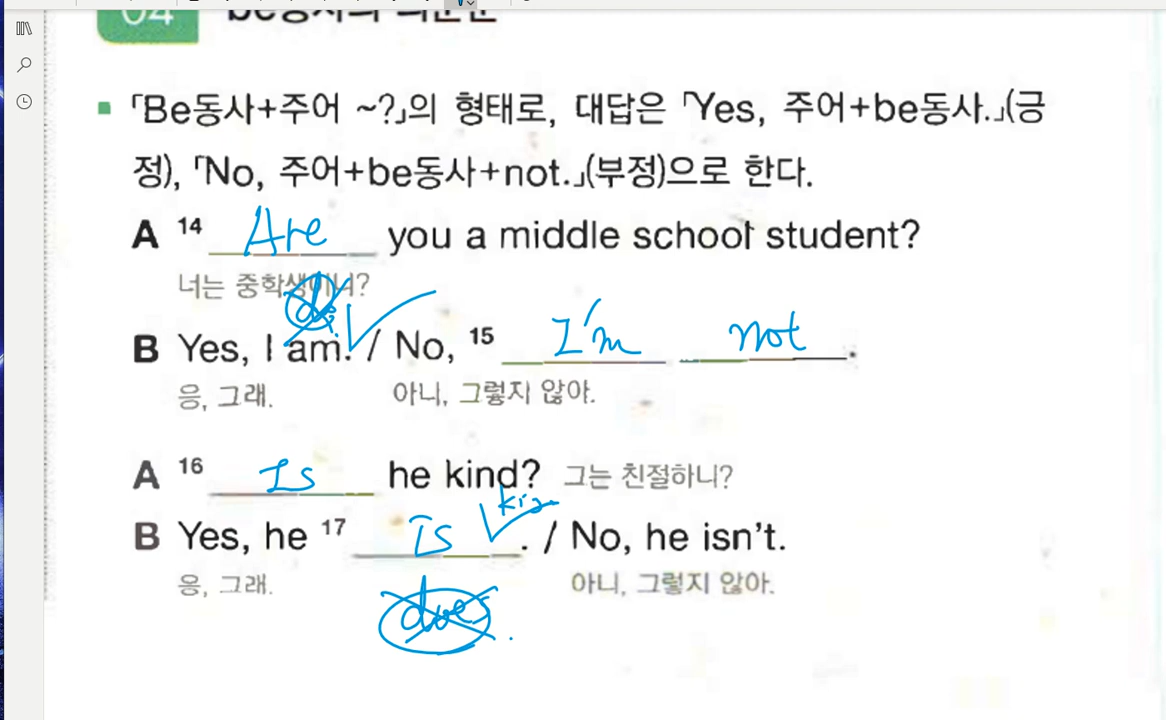 04 be동사의 의문문
「Be동사+주어 ~?」의 형태로, 대답은 「Yes, 주어+be동사.」(긍
정), 「No, 주어+be동사+not.」(부정)으로 한다.
A 14 Are you a middle school student?
너는 중학생이니?
do
B Yes, I am. / No, 15 I'm not.
응, 그래. 아니, 그렇지 않아.
A 16 Is he kind? 그는 친절하니?
B Yes, he 17 is. / No, he isn't.
응, 그래. 아니, 그렇지 않아.
does.